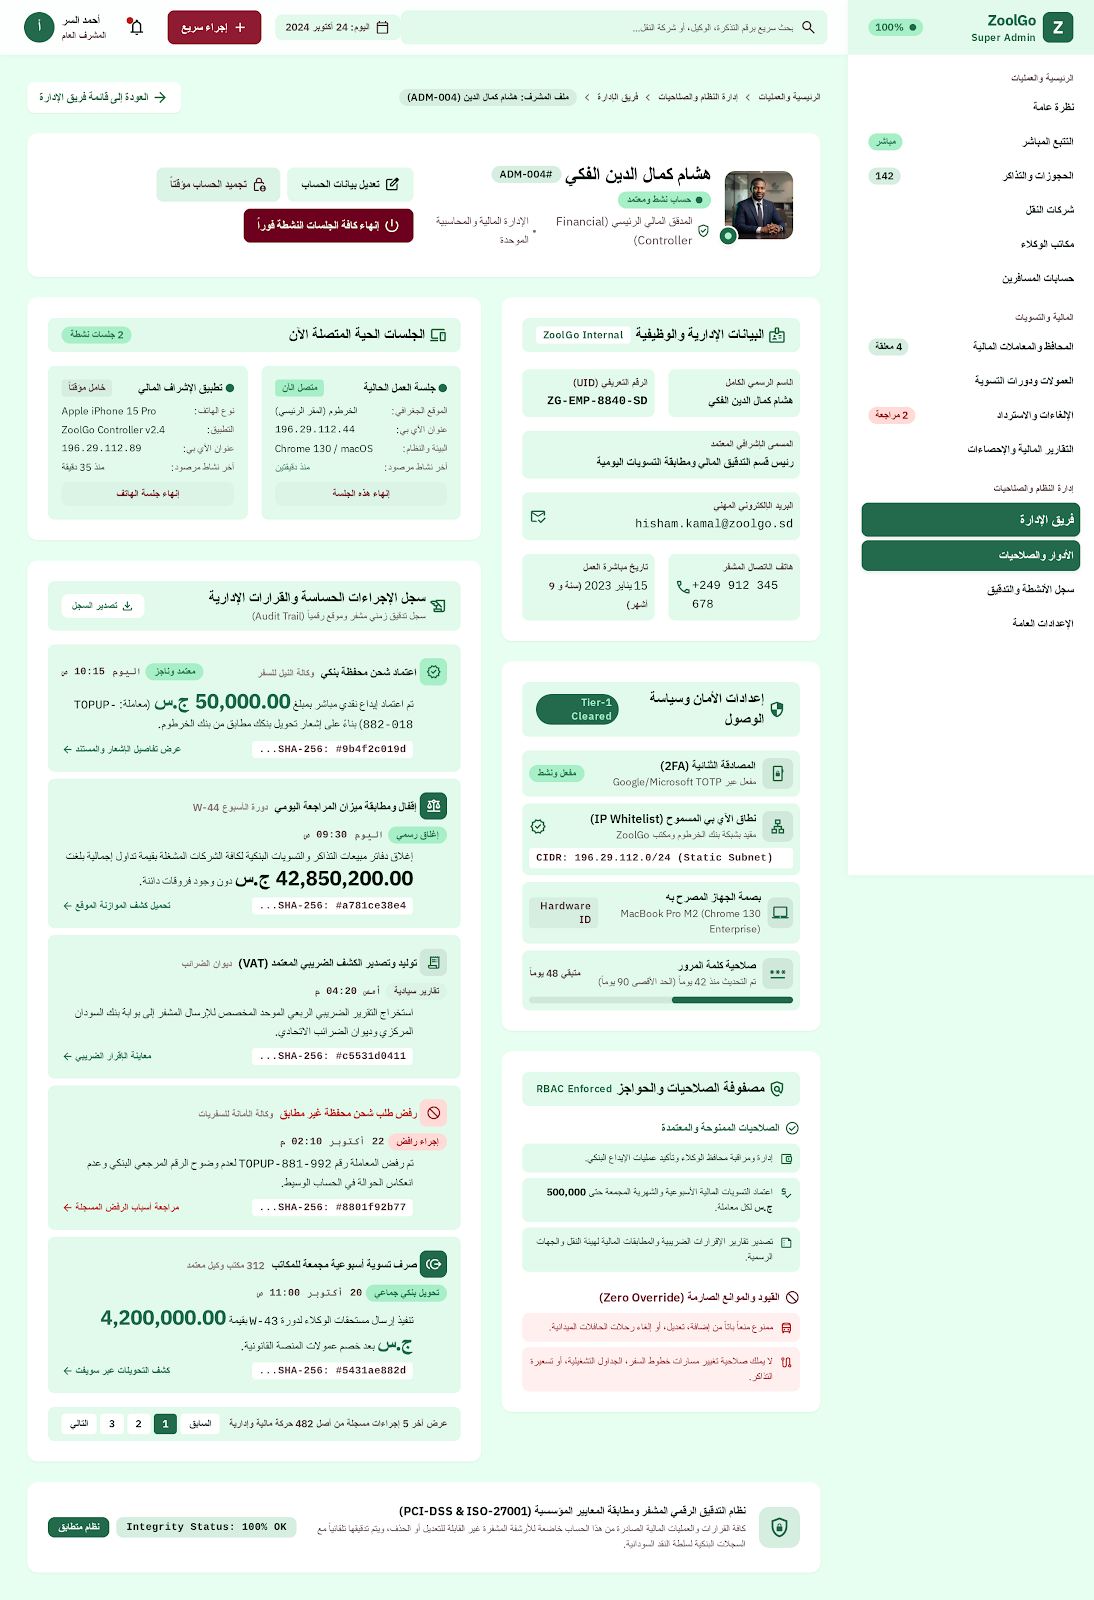 ZoolGo
Super Admin
100%
Z
الرئيسية والعمليات
نظرة عامة
التتبع المباشر
مباشر
الحجوزات والتذاكر
142
شركات النقل
مكاتب الوكلاء
حسابات المسافرين
المالية والتسويات
المحافظ والمعاملات المالية
4 معلقة
العمولات ودورات التسوية
الإلغاءات والاسترداد
2 مراجعة
التقارير المالية والإحصاءات
إدارة النظام والصلاحيات
فريق الإدارة
الأدوار والصلاحيات
سجل الأنشطة والتدقيق
الإعدادات العامة
بحث سريع برقم التذكرة، الوكيل، أو شركة النقل...
اليوم: 24 أكتوبر 2024
إجراء سريع
أحمد السر
المشرف العام
أ
الرئيسية والعمليات
إدارة النظام والصلاحيات
فريق الإدارة
ملف المشرف: هشام كمال الدين (ADM-004)
العودة إلى قائمة فريق الإدارة
هشام كمال الدين الفكي
ADM-004#
حساب نشط ومعتمد
المدقق المالي الرئيسي (Financial
Controller)
•
الإدارة المالية والمحاسبية
الموحدة
تعديل بيانات الحساب
تجميد الحساب مؤقتاً
إنهاء كافة الجلسات النشطة فوراً
البيانات الإدارية والوظيفية
ZoolGo Internal
الاسم الرسمي الكامل
هشام كمال الدين الفكي
الرقم التعريفي (UID)
ZG-EMP-8840-SD
المسمى الإشرافي المعتمد
رئيس قسم التدقيق المالي ومطابقة التسويات اليومية
البريد الإلكتروني المهني
hisham.kamal@zoolgo.sd
هاتف الاتصال المشفر
+249 912 345
678
تاريخ مباشرة العمل
15 يناير 2023 (سنة و 9
أشهر)
إعدادات الأمان وسياسة
الوصول
Tier-1
Cleared
المصادقة الثنائية (2FA)
مفعل عبر Google/Microsoft TOTP
مفعل ونشط
نطاق الآي بي المسموح (IP Whitelist)
مقيد بشبكة بنك الخرطوم ومكتب ZoolGo
CIDR: 196.29.112.0/24 (Static Subnet)
بصمة الجهاز المصرح به
MacBook Pro M2 (Chrome 130
Enterprise)
Hardware
ID
صلاحية كلمة المرور
تم التحديث منذ 42 يوماً (الحد الأقصى 90 يوماً)
متبقي 48 يوماً
مصفوفة الصلاحيات والحواجز
RBAC Enforced
الصلاحيات الممنوحة والمعتمدة
إدارة ومراقبة محافظ الوكلاء وتأكيد عمليات الإيداع البنكي.
اعتماد التسويات المالية الأسبوعية والشهرية المجمعة حتى 500,000
ج.س لكل معاملة.
تصدير تقارير الإقرارات الضريبية والمطابقات المالية لهيئة النقل والجهات
الرسمية.
القيود والموانع الصارمة (Zero Override)
ممنوع منعاً باتاً من إضافة، تعديل، أو إلغاء رحلات الحافلات الميدانية.
لا يملك صلاحية تغيير مسارات خطوط السفر، الجداول التشغيلية، أو تسعيرة
التذاكر.
الجلسات الحية المتصلة الآن
2 جلسات نشطة
جلسة العمل الحالية
متصل الآن
الموقع الجغرافي:
الخرطوم (المقر الرئيسي)
عنوان الآي بي:
196.29.112.44
البيئة والنظام:
Chrome 130 / macOS
آخر نشاط مرصود:
منذ دقيقتين
إنهاء هذه الجلسة
تطبيق الإشراف المالي
خامل مؤقتاً
نوع الهاتف:
Apple iPhone 15 Pro
التطبيق:
ZoolGo Controller v2.4
عنوان الآي بي:
196.29.112.89
آخر نشاط مرصود:
منذ 35 دقيقة
إنهاء جلسة الهاتف
سجل الإجراءات الحساسة والقرارات الإدارية
سجل تدقيق زمني مشفر وموقع رقمياً (Audit Trail)
تصدير السجل
اعتماد شحن محفظة بنكي
وكالة النيل للسفر
معتمد وناجز
اليوم 10:15 ص
تم اعتماد إيداع نقدي مباشر بمبلغ 50,000.00 ج.س (معاملة: TOPUP-
882-018) بناءً على إشعار تحويل بنكك مطابق من بنك الخرطوم.
SHA-256: #9b4f2c019d...
عرض تفاصيل الإشعار والمستند
إقفال ومطابقة ميزان المراجعة اليومي
دورة الأسبوع W-44
إغلاق رسمي
اليوم 09:30 ص
إغلاق دفاتر مبيعات التذاكر والتسويات البنكية لكافة الشركات المشغلة بقيمة تداول إجمالية بلغت
42,850,200.00 ج.س دون وجود فروقات دائنة.
SHA-256: #a781ce38e4...
تحميل كشف الموازنة الموقع
توليد وتصدير الكشف الضريبي المعتمد (VAT)
ديوان الضرائب
تقارير سيادية
أمس 04:20 م
استخراج التقرير الضريبي الربعي الموحد المخصص للإرسال المشفر إلى بوابة بنك السودان
المركزي وديوان الضرائب الاتحادي.
SHA-256: #c5531d0411...
معاينة الإقرار الضريبي
رفض طلب شحن محفظة غير مطابق
وكالة الأمانة للسفريات
إجراء رافض
22 أكتوبر 02:10 م
تم رفض المعاملة رقم TOPUP-881-992 لعدم وضوح الرقم المرجعي البنكي وعدم
انعكاس الحوالة في الحساب الوسيط.
SHA-256: #8801f92b77...
مراجعة أسباب الرفض المسجلة
صرف تسوية أسبوعية مجمعة للمكاتب
312 مكتب وكيل معتمد
تحويل بنكي جماعي
20 أكتوبر 11:00 ص
تنفيذ إرسال مستحقات الوكلاء لدورة W-43 بقيمة 4,200,000.00
ج.س بعد خصم عمولات المنصة القانونية.
SHA-256: #5431ae882d...
كشف التحويلات عبر سويفت
عرض آخر 5 إجراءات مسجلة من أصل 482 حركة مالية وإدارية
السابق
1
2
3
التالي
نظام التدقيق الرقمي المشفر ومطابقة المعايير المؤسسية (PCI-DSS & ISO-27001)
كافة القرارات والعمليات المالية الصادرة من هذا الحساب خاضعة للأرشفة المشفرة غير القابلة للتعديل أو الحذف، ويتم تدقيقها تلقائياً مع
السجلات البنكية لسلطة النقد السودانية.
Integrity Status: 100% OK
نظام متطابق